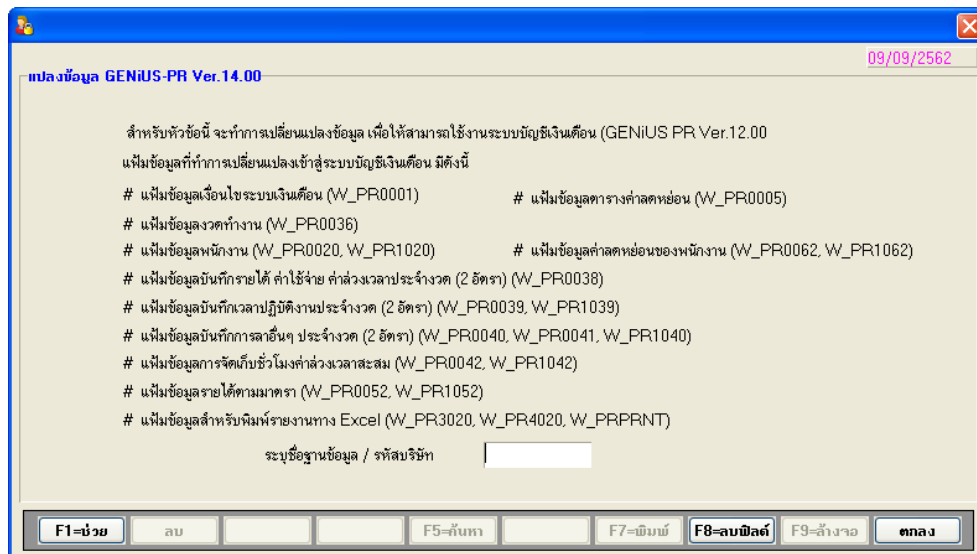 09/09/2562
แปลงข้อมูล GENiUS-PR Ver.14.00
สำหรับหัวข้อนี้ จะทำการเปลี่ยนแปลงข้อมูล เพื่อให้สามารถใช้งานระบบบัญชีเงินเดือน (GENiUS PR Ver.12.00
แฟ้มข้อมูลที่ทำการเปลี่ยนแปลงเข้าสู่ระบบบัญชีเงินเดือน มีดังนี้
# แฟ้มข้อมูลเงื่อนไขระบบเงินเดือน (W_PR0001) # แฟ้มข้อมูลตารางค่าลดหย่อน (W_PR0005)
# แฟ้มข้อมูลงวดทำงาน (W_PR0036)
# แฟ้มข้อมูลพนักงาน (W_PR0020, W_PR1020) # แฟ้มข้อมูลค่าลดหย่อนของพนักงาน (W_PR0062, W_PR1062)
# แฟ้มข้อมูลบันทึกรายได้ ค่าใช้จ่าย ค่าล่วงเวลาประจำงวด (2 อัตรา) (W_PR0038)
# แฟ้มข้อมูลบันทึกเวลาปฏิบัติงานประจำงวด (2 อัตรา) (W_PR0039, W_PR1039)
# แฟ้มข้อมูลบันทึกการลาอื่นๆ ประจำงวด (2 อัตรา) (W_PR0040, W_PR0041, W_PR1040)
# แฟ้มข้อมูลการจัดเก็บชั่วโมงค่าล่วงเวลาสะสม (W_PR0042, W_PR1042)
# แฟ้มข้อมูลรายได้ตามมาตรา (W_PR0052, W_PR1052)
# แฟ้มข้อมูลสำหรับพิมพ์รายงานทาง Excel (W_PR3020, W_PR4020, W_PRPRNT)
ระบุชื่อฐานข้อมูล / รหัสบริษัท
F1=ช่วย ลบ F5=ค้นหา F7=พิมพ์ F8=ลบฟิลด์ F9=ล้างจอ ตกลง